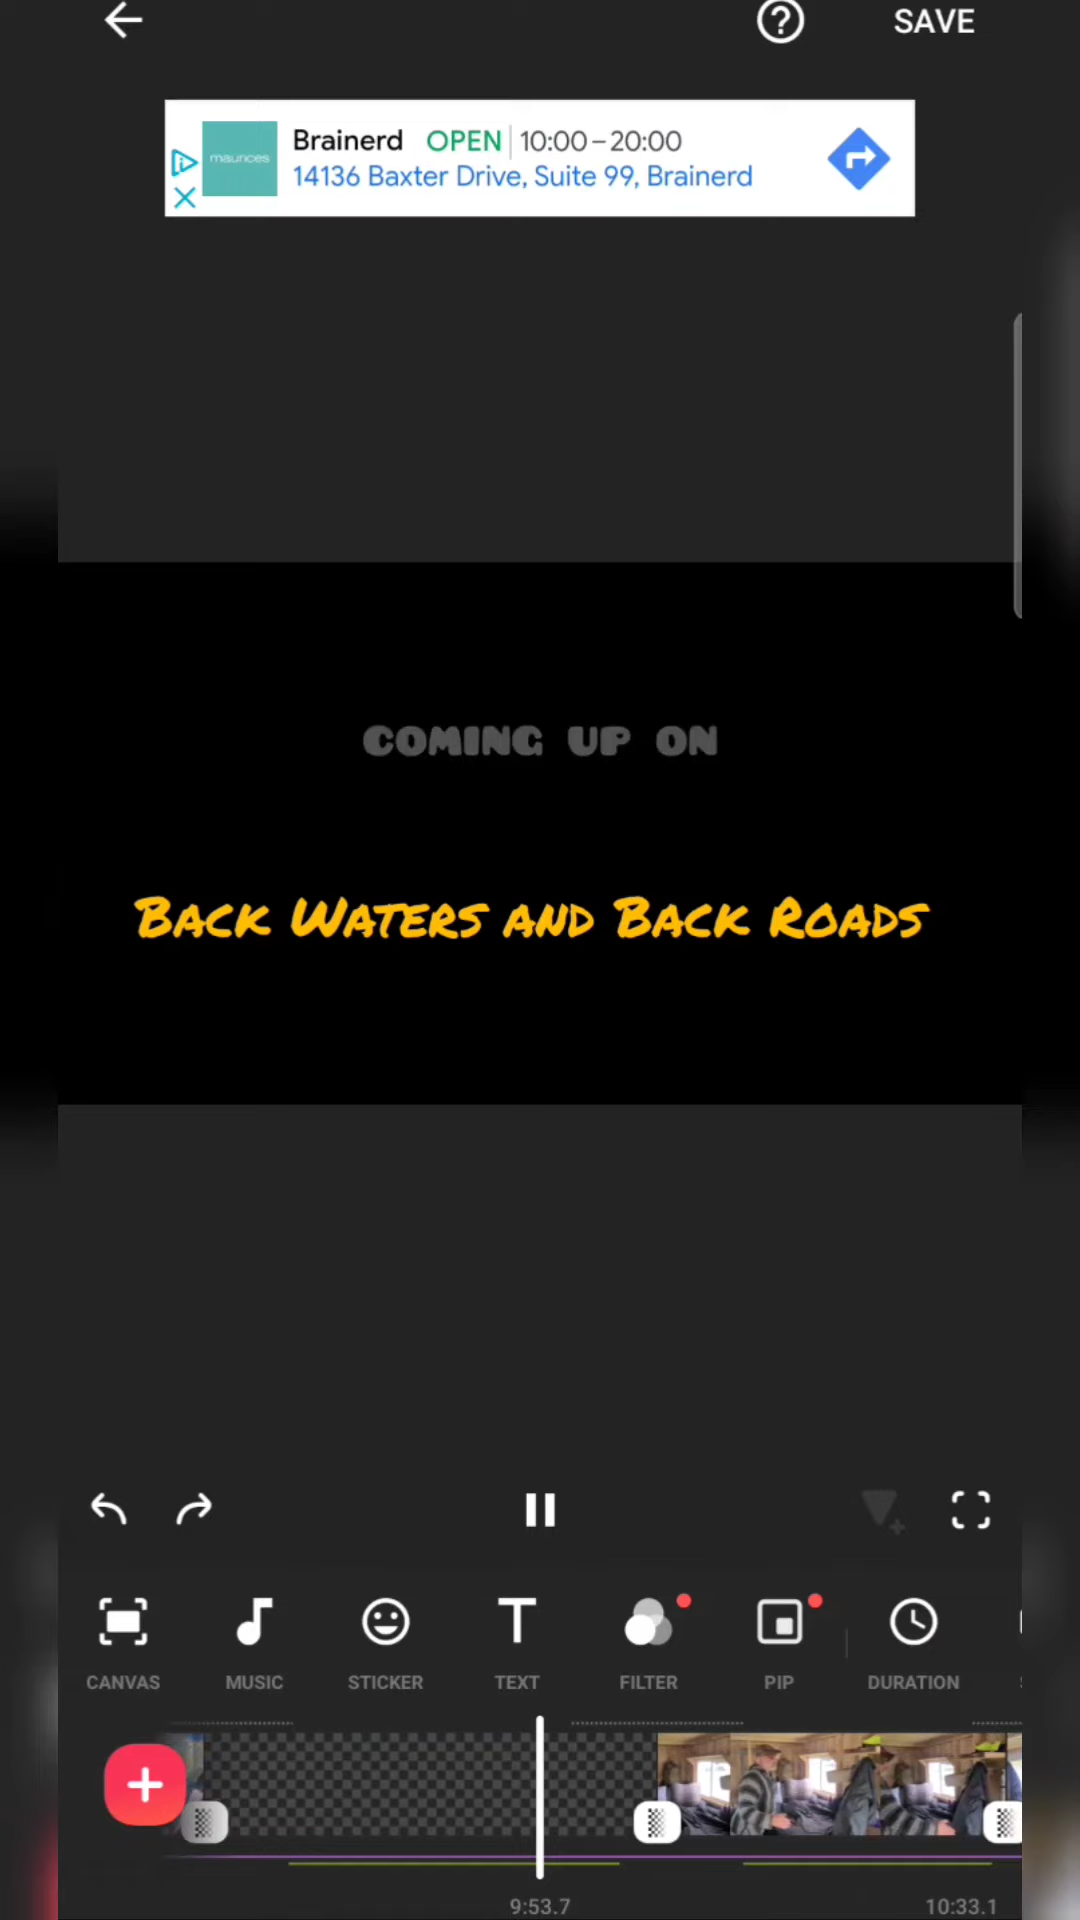 SAVE
maurices
Brainerd OPEN 10:00–20:00
14136 Baxter Drive, Suite 99, Brainerd
COMING UP ON
BACK WATERS AND BACK ROADS
CANVAS MUSIC STICKER TEXT FILTER PIP DURATION
9:53.7 10:33.1